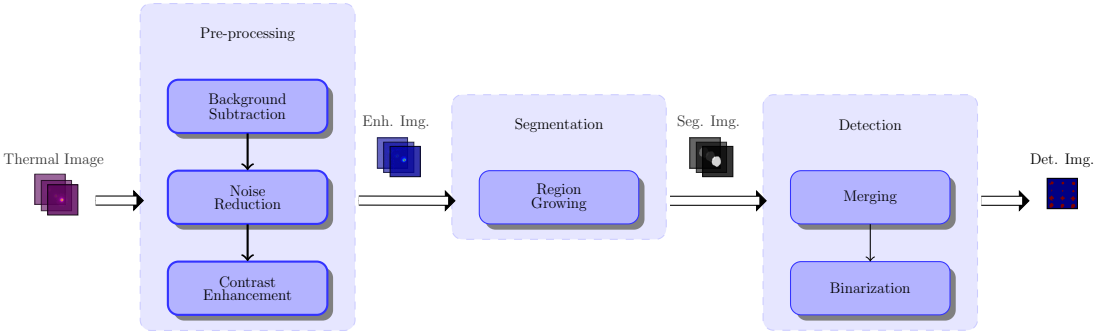 Thermal Image
Pre-processing
Background
Subtraction
Noise
Reduction
Contrast
Enhancement
Enh. Img.
Segmentation
Region
Growing
Seg. Img.
Detection
Merging
Binarization
Det. Img.